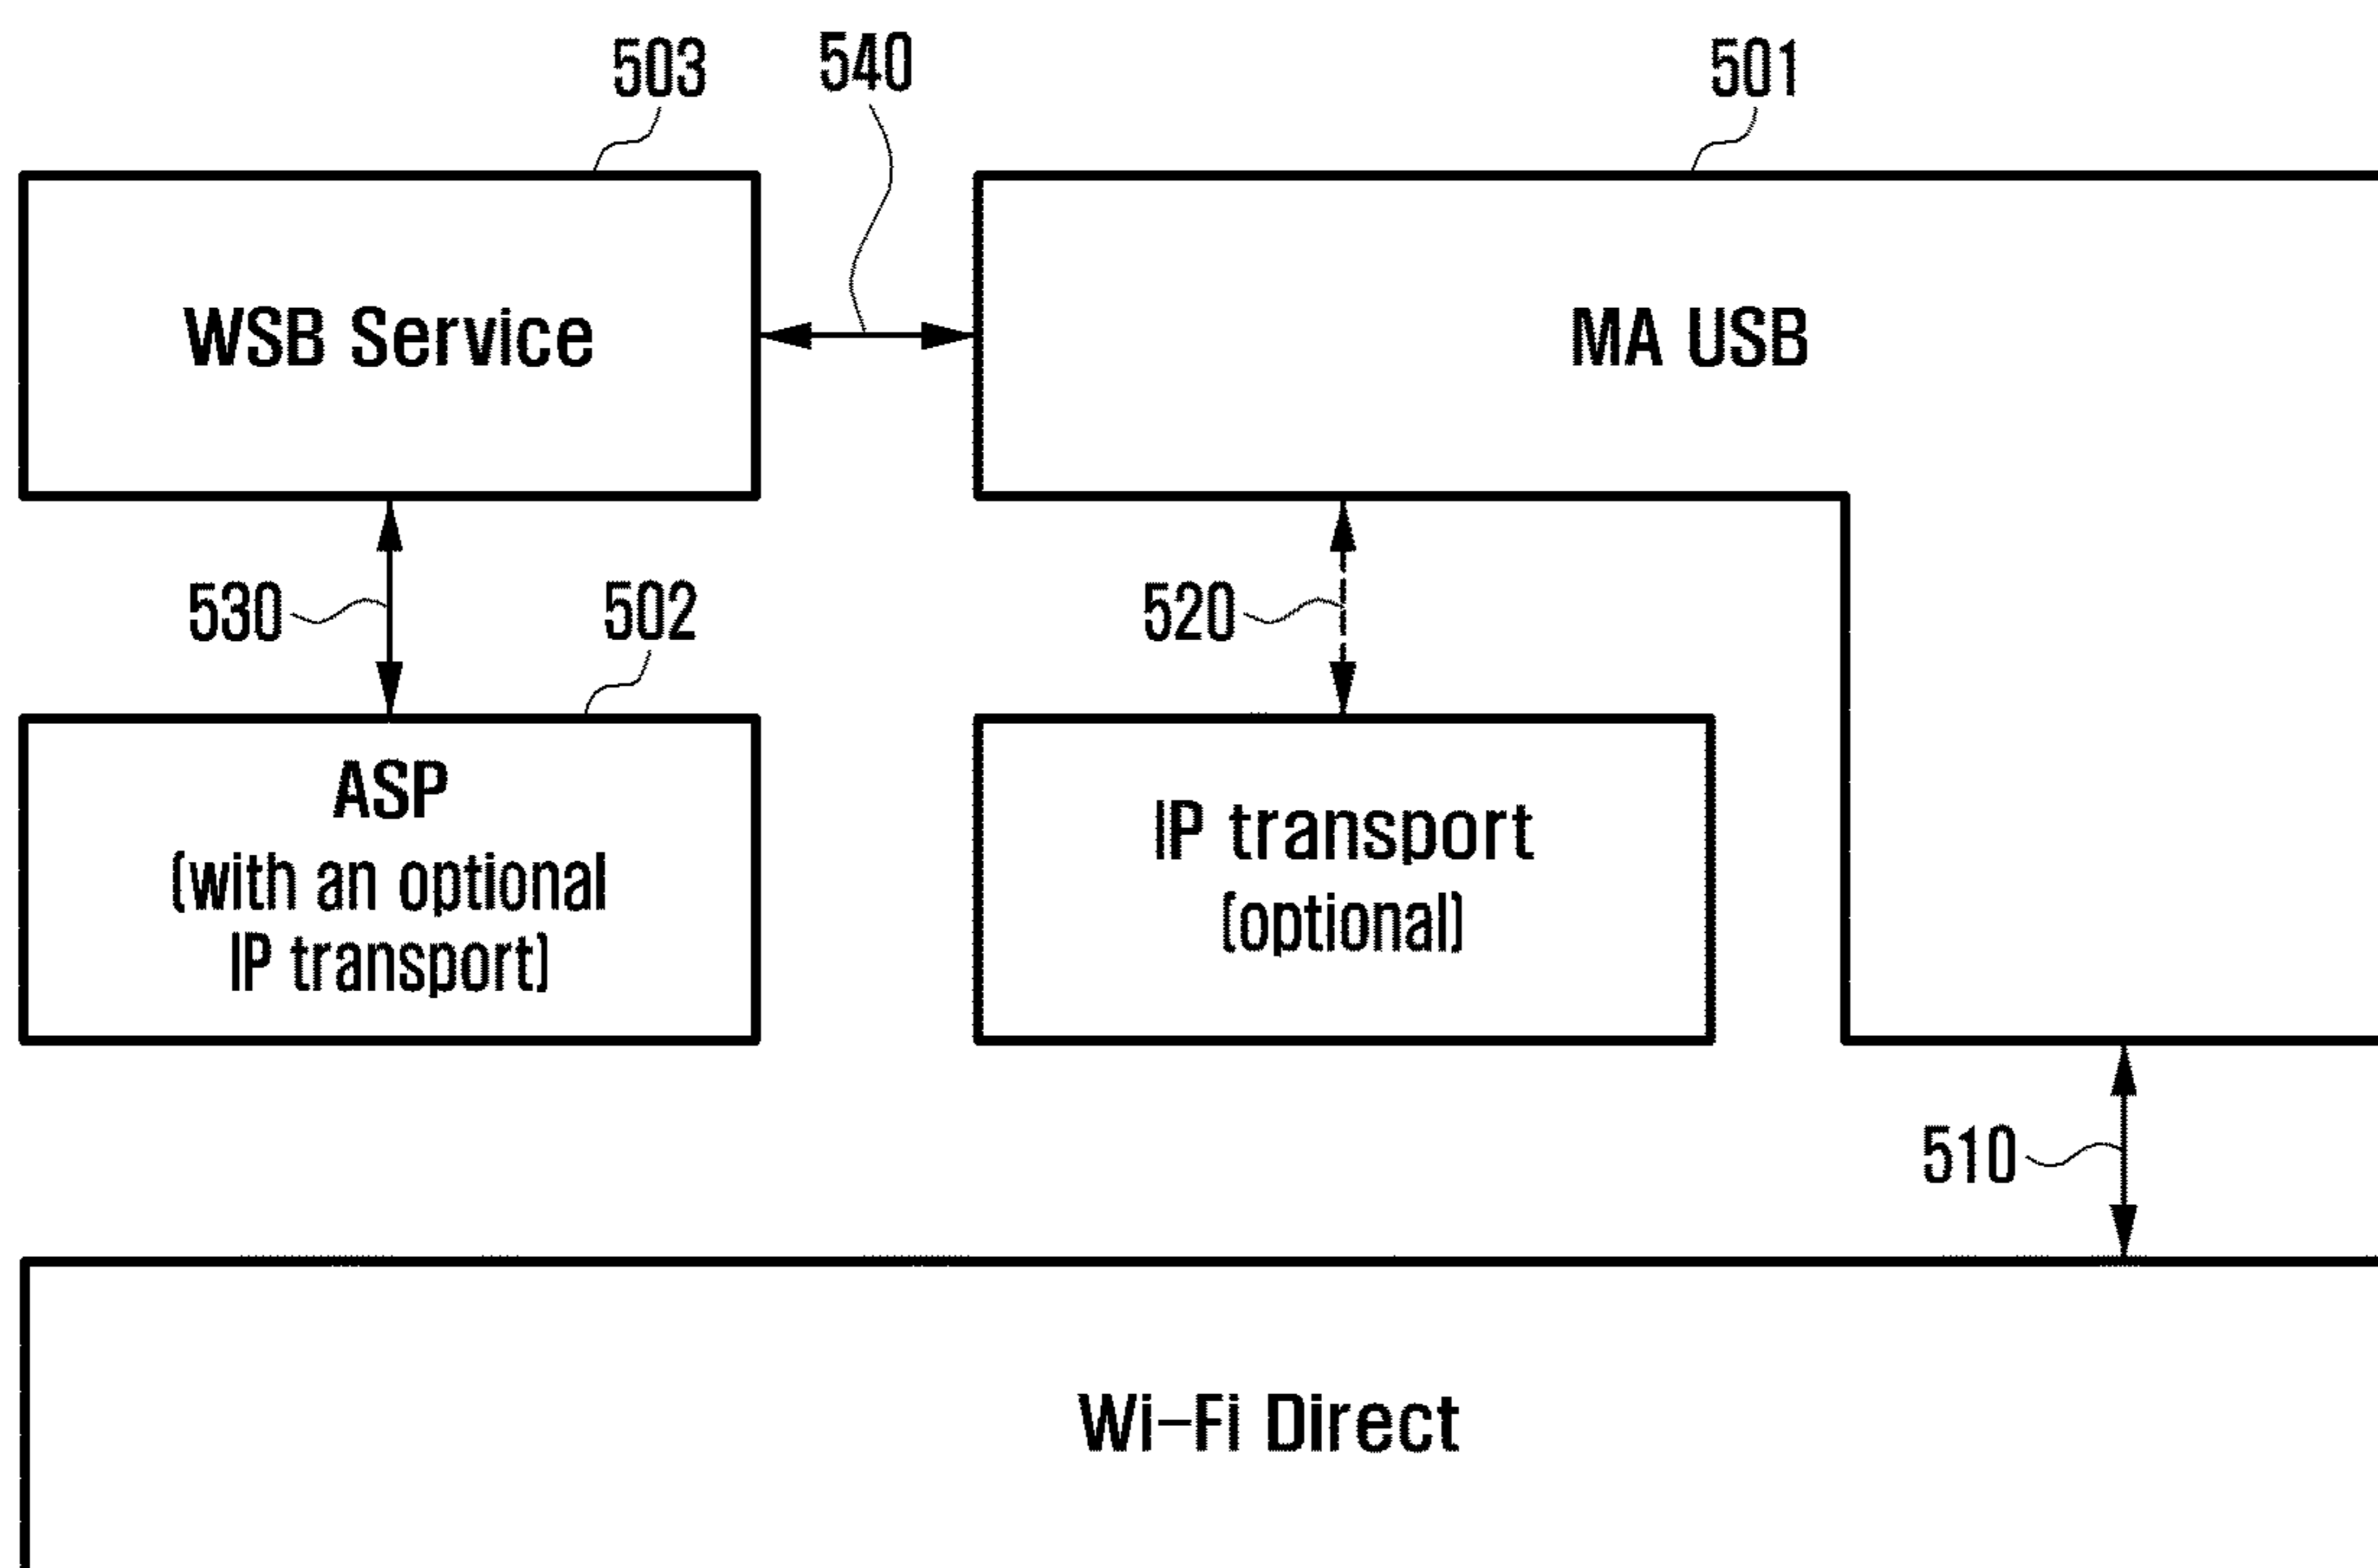 503
540
501
WSB Service
MA USB
530
502
520
ASP
(with an optional
IP transport)
IP transport
(optional)
510
Wi-Fi Direct